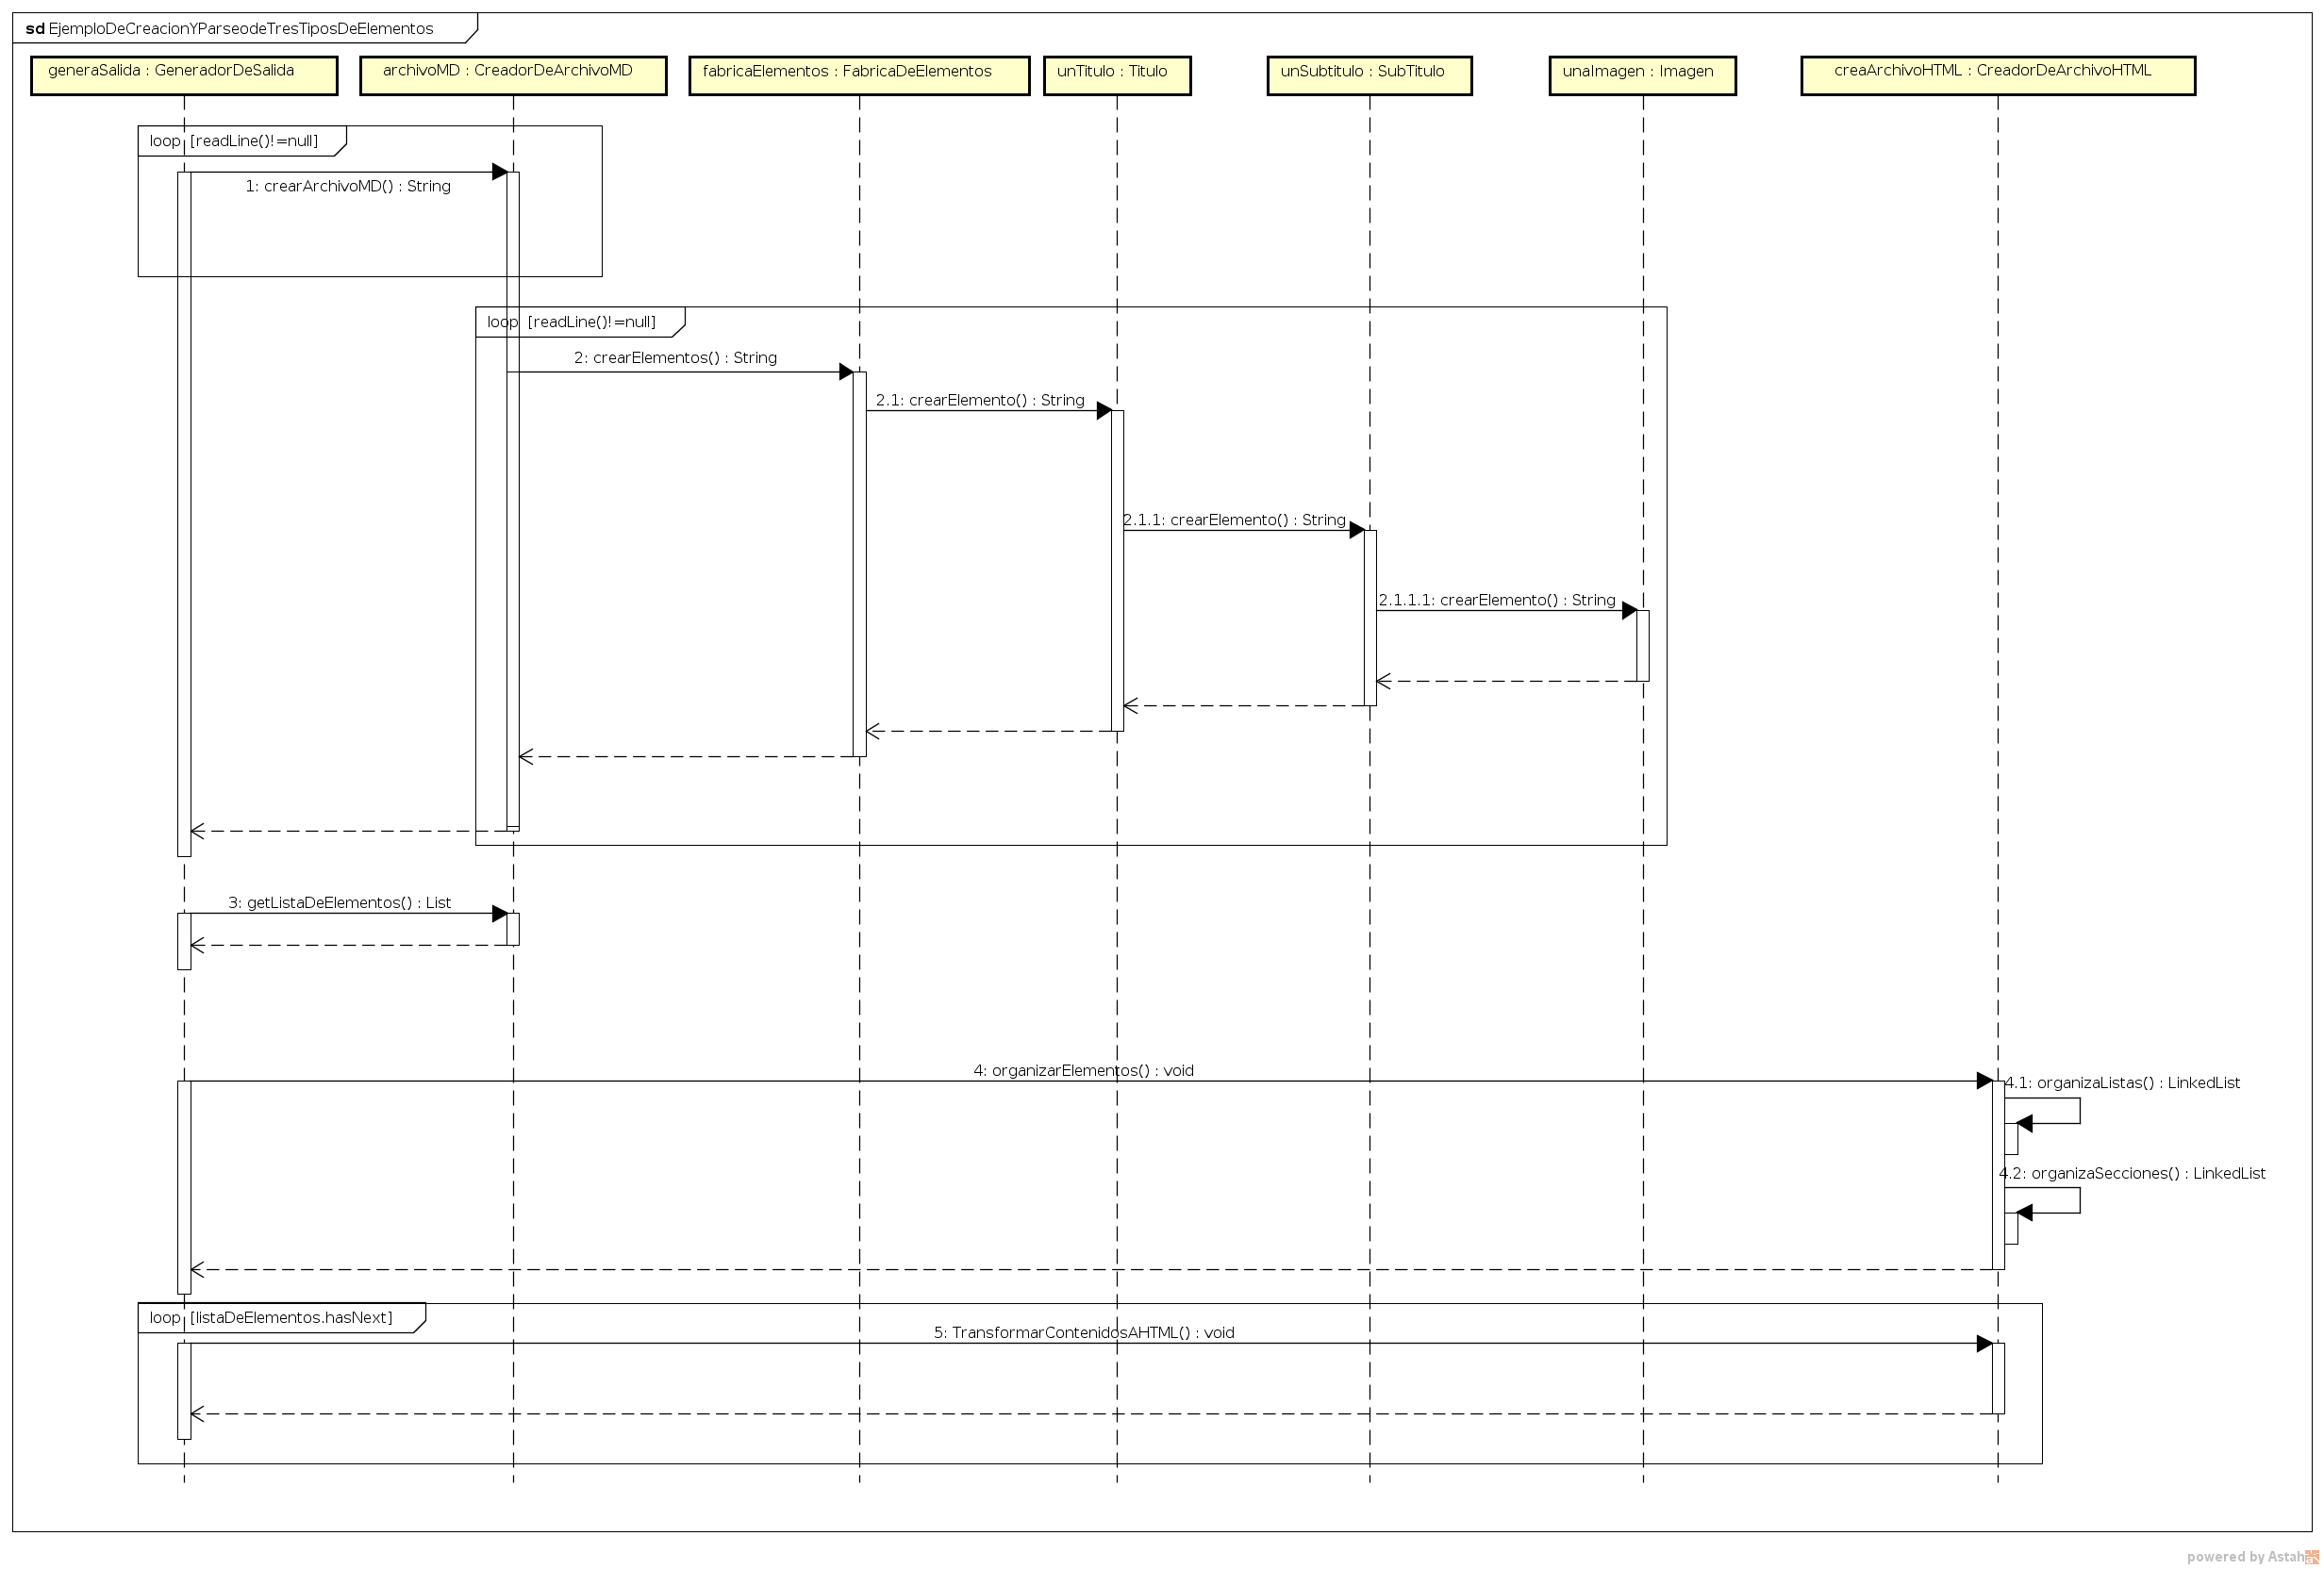 sd EjemploDeCreacionYParseodeTresTiposDeElementos
generaSalida : GeneradorDeSalida
archivoMD : CreadorDeArchivoMD
fabricaElementos : FabricaDeElementos
unTitulo : Titulo
unSubtitulo : SubTitulo
unaImagen : Imagen
creaArchivoHTML : CreadorDeArchivoHTML
loop [readLine()!=null]
1: crearArchivoMD() : String
loop [readLine()!=null]
2: crearElementos() : String
2.1: crearElemento() : String
2.1.1: crearElemento() : String
2.1.1.1: crearElemento() : String
3: getListaDeElementos() : List
4: organizarElementos() : void
4.1: organizaListas() : LinkedList
4.2: organizaSecciones() : LinkedList
loop [listaDeElementos.hasNext]
5: TransformarContenidosAHTML() : void
powered by Astah